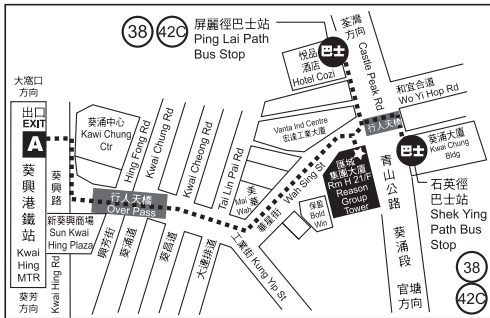 38
42C
屏麗徑巴士站
Ping Lai Path
Bus Stop
巴士
悅品
酒店
Hotel Cozi
荃灣
方向
Castle Peak Rd
和宜合道
Wo Yi Hop Rd
大窩口
方向
出口
EXIT
A
葵興港鐵站
Kwai
Hing
MTR
葵芳
方向
葵興路
Kwai Hing Rd
葵涌中心
Kawi Chung
Ctr
Hing Fong Rd
Kwai Chung Rd
Kwai Cheong Rd
Tai Lin Pai Rd
Vanta Ind Centre
宏達工業大廈
行人天橋
Over Pass
新葵興商場
Sun Kwai
Hing Plaza
興芳街
葵涌道
葵昌道
大連排道
美華
Mai
Wah
華星街
Wah Sing St
上業街 Kung Yip St
保盈
Bold
Win
匯城
集團大廈
Rm H 21/F
Reason
Group
Tower
行人天橋
巴士
葵涌大廈
Kwai Chung
Bldg
青山公路
葵涌段
官塘
方向
石英徑
巴士站
Shek Ying
Path Bus
Stop
38
42C